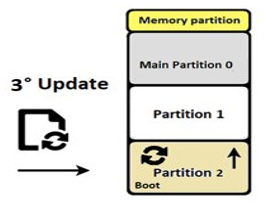 Memory partition
Main Partition 0
3° Update
Partition 1
Partition 2
Boot